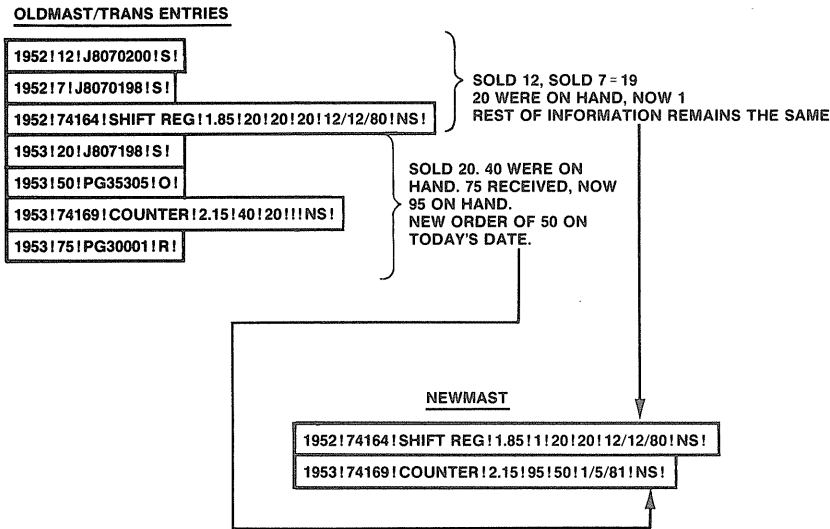 OLDMAST/TRANS ENTRIES
1952!12!J8070200!S!
1952!7!J8070198!S!
1952!74164!SHIFT REG!1.85!20!20!20!12/12/80!NS!
1953!20!J807198!S!
1953!50!PG35305!O!
1953!74169!COUNTER!2.15!40!20!!!NS!
1953!75!PG30001!R!
SOLD 12, SOLD 7 = 19
20 WERE ON HAND, NOW 1
REST OF INFORMATION REMAINS THE SAME
SOLD 20. 40 WERE ON
HAND. 75 RECEIVED, NOW
95 ON HAND.
NEW ORDER OF 50 ON
TODAY'S DATE.
NEWMAST
1952!74164!SHIFT REG!1.85!1!20!20!12/12/80!NS!
1953!74169!COUNTER!2.15!95!50!1/5/81!NS!